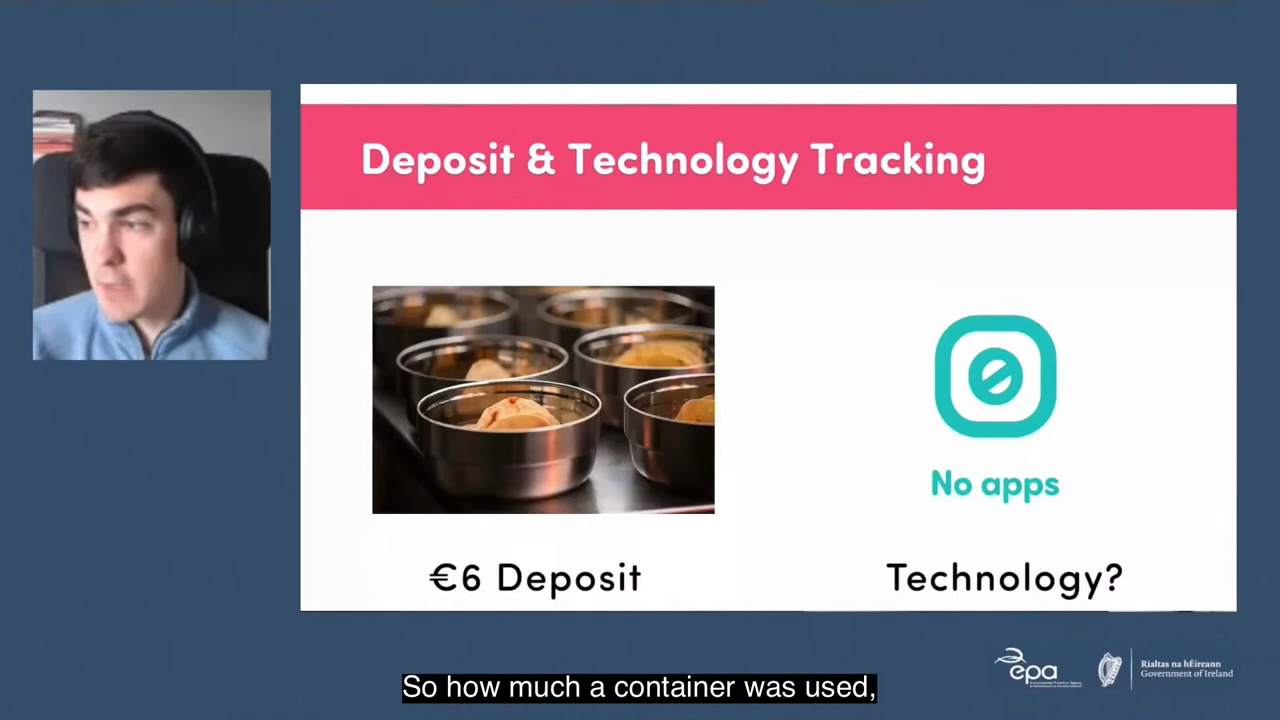 Deposit & Technology Tracking
No apps
€6 Deposit
Technology?
epa
Rialtas na hÉireann
Government of Ireland
So how much a container was used,